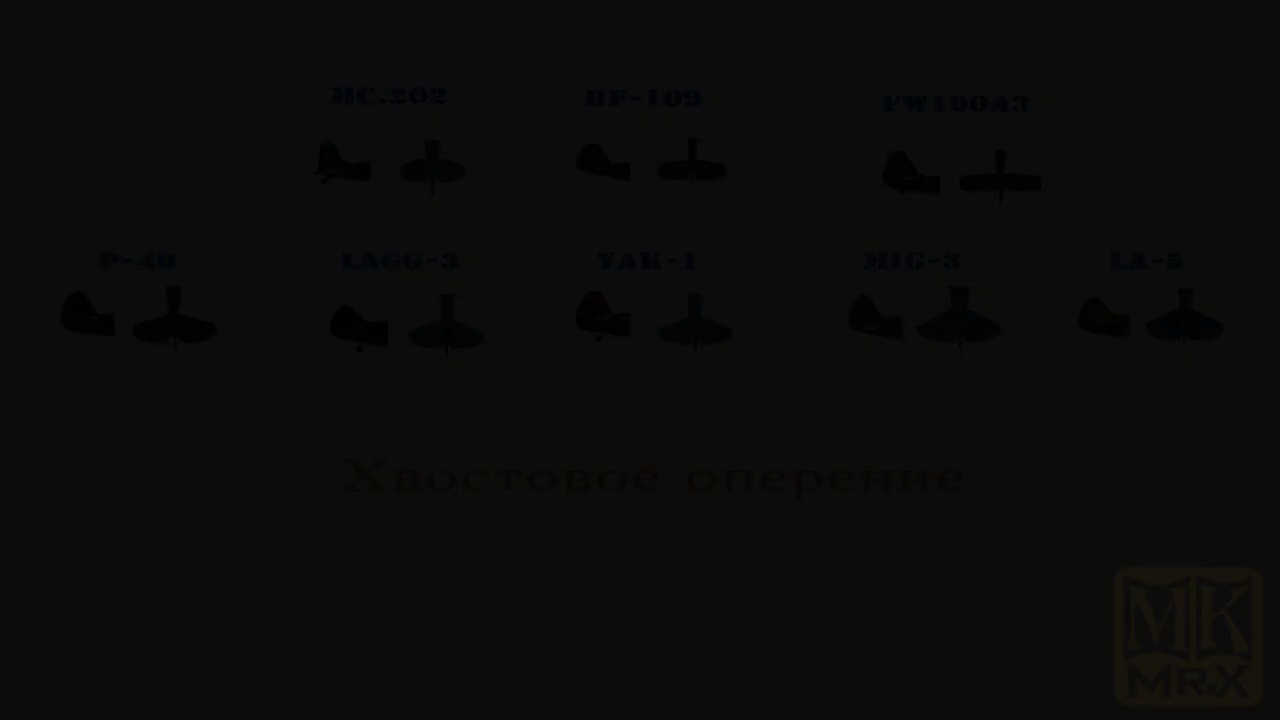 MC.202 BF-109 FW190A3
P-40 LAGG-3 YAK-1 MIG-3 LA-5
Хвостовое оперение
MK
MR.X